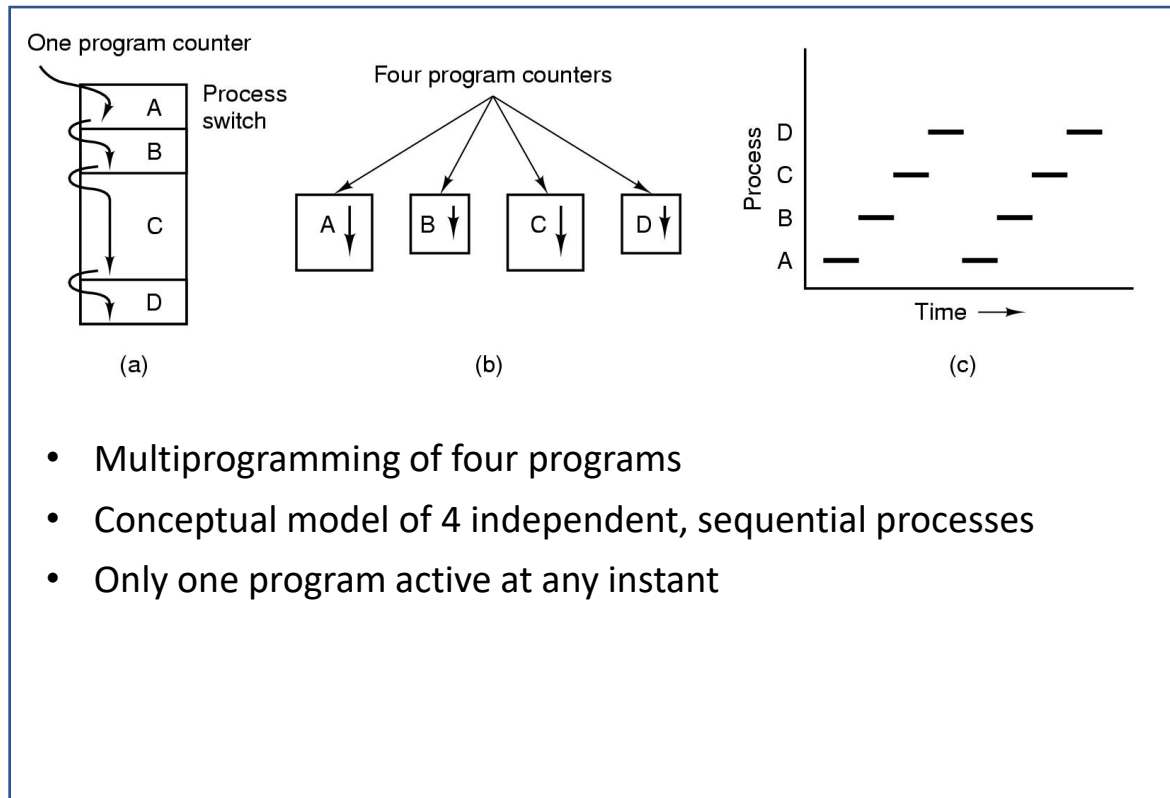 One program counter
A
Process
switch
B
C
D
(a)
Four program counters
A
B
C
D
(b)
Process
D
C
B
A
Time
(c)
• Multiprogramming of four programs
• Conceptual model of 4 independent, sequential processes
• Only one program active at any instant